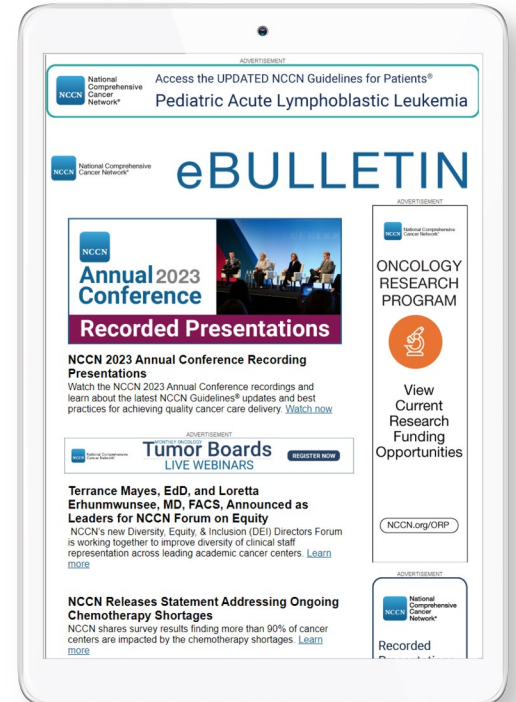 ADVERTISEMENT
NCCN
National
Comprehensive
Cancer
Network®
Access the UPDATED NCCN Guidelines for Patients®
Pediatric Acute Lymphoblastic Leukemia
NCCN
National Comprehensive
Cancer Network®
eBULLETIN
NCCN
Annual 2023
Conference
Recorded Presentations
NCCN 2023 Annual Conference Recording
Presentations
Watch the NCCN 2023 Annual Conference recordings and
learn about the latest NCCN Guidelines® updates and best
practices for achieving quality cancer care delivery. Watch now
ADVERTISEMENT
NCCN
National Comprehensive
Cancer Network®
MONTHLY ONCOLOGY
Tumor Boards
LIVE WEBINARS
REGISTER NOW
Terrance Mayes, EdD, and Loretta
Erhunmwunsee, MD, FACS, Announced as
Leaders for NCCN Forum on Equity
NCCN's new Diversity, Equity, & Inclusion (DEI) Directors Forum
is working together to improve diversity of clinical staff
representation across leading academic cancer centers. Learn
more
NCCN Releases Statement Addressing Ongoing
Chemotherapy Shortages
NCCN shares survey results finding more than 90% of cancer
centers are impacted by the chemotherapy shortages. Learn
more
ADVERTISEMENT
NCCN
National Comprehensive
Cancer Network®
ONCOLOGY
RESEARCH
PROGRAM
View
Current
Research
Funding
Opportunities
NCCN.org/ORP
ADVERTISEMENT
NCCN
National
Comprehensive
Cancer
Network®
Recorded